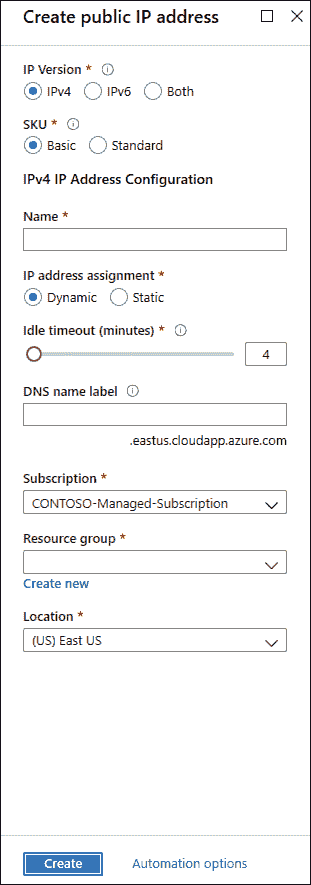 Create public IP address
IP Version *
IPv4 IPv6 Both
SKU *
Basic Standard
IPv4 IP Address Configuration
Name *
IP address assignment *
Dynamic Static
Idle timeout (minutes) *
4
DNS name label
.eastus.cloudapp.azure.com
Subscription *
CONTOSO-Managed-Subscription
Resource group *
Create new
Location *
(US) East US
Create Automation options